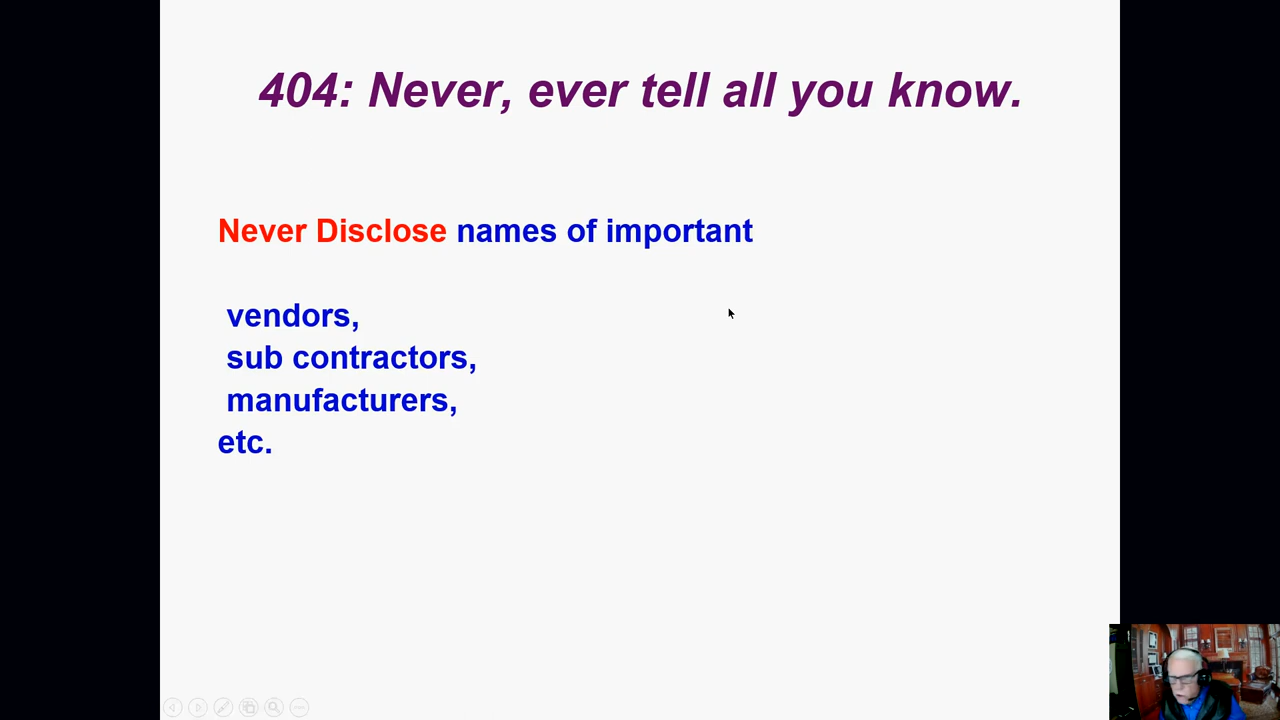 404: Never, ever tell all you know.
Never Disclose names of important
vendors,
sub contractors,
manufacturers,
etc.